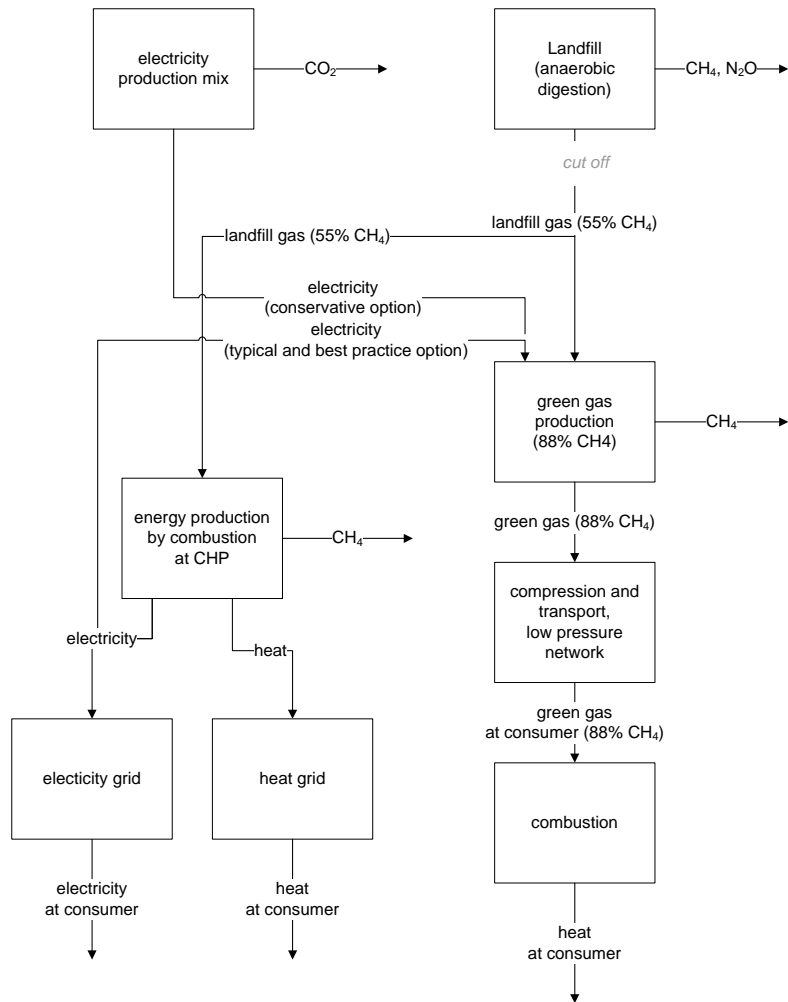 electricity
production mix
CO₂
Landfill
(anaerobic
digestion)
CH₄, N₂O
cut off
landfill gas (55% CH₄)
landfill gas (55% CH₄)
electricity
(conservative option)
electricity
(typical and best practice option)
green gas
production
(88% CH4)
CH₄
energy production
by combustion
at CHP
CH₄
green gas (88% CH₄)
compression and
transport,
low pressure
network
electricity
heat
green gas
at consumer (88% CH₄)
electicity grid
heat grid
combustion
electricity
at consumer
heat
at consumer
heat
at consumer